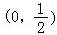 (0, 1/2)